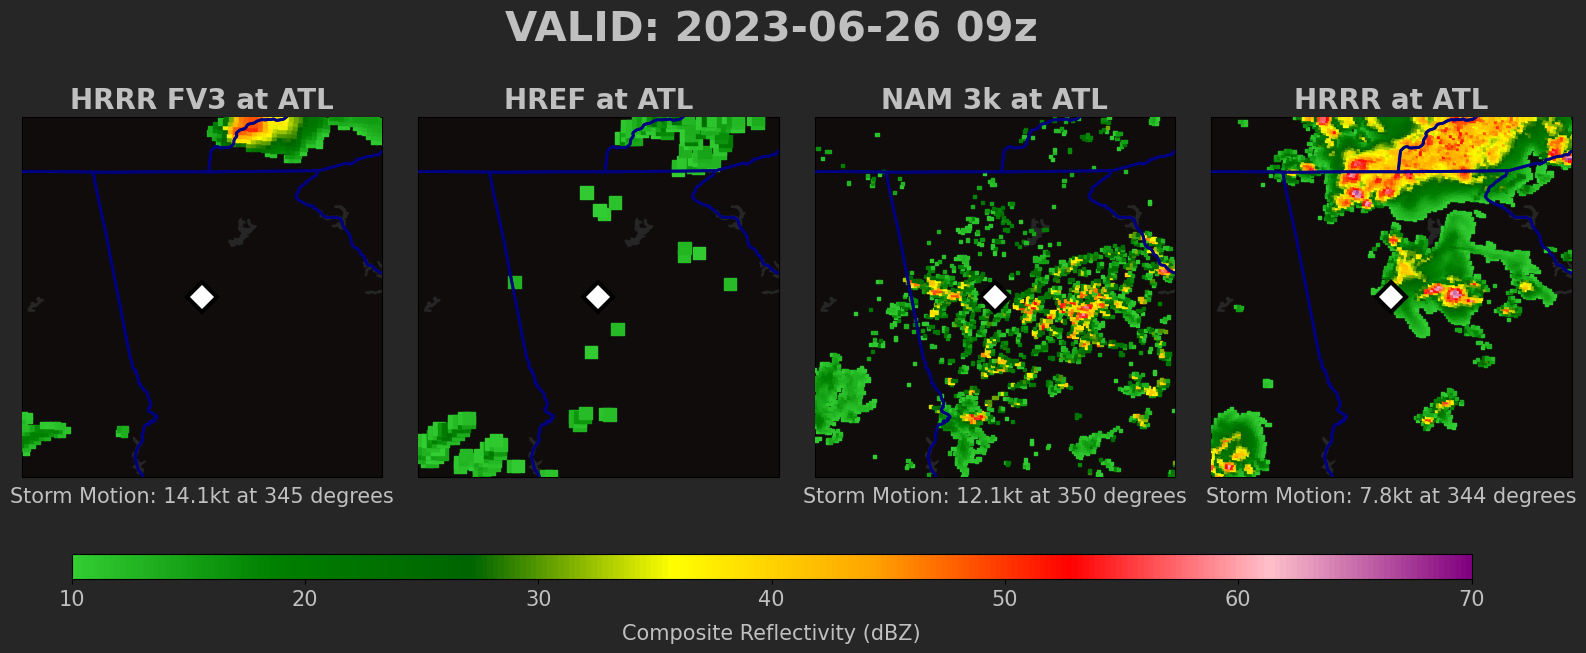 VALID: 2023-06-26 09z
HRRR FV3 at ATL
HREF at ATL
NAM 3k at ATL
HRRR at ATL
Storm Motion: 14.1kt at 345 degrees
Storm Motion: 12.1kt at 350 degrees
Storm Motion: 7.8kt at 344 degrees
10 20 30 40 50 60 70
Composite Reflectivity (dBZ)